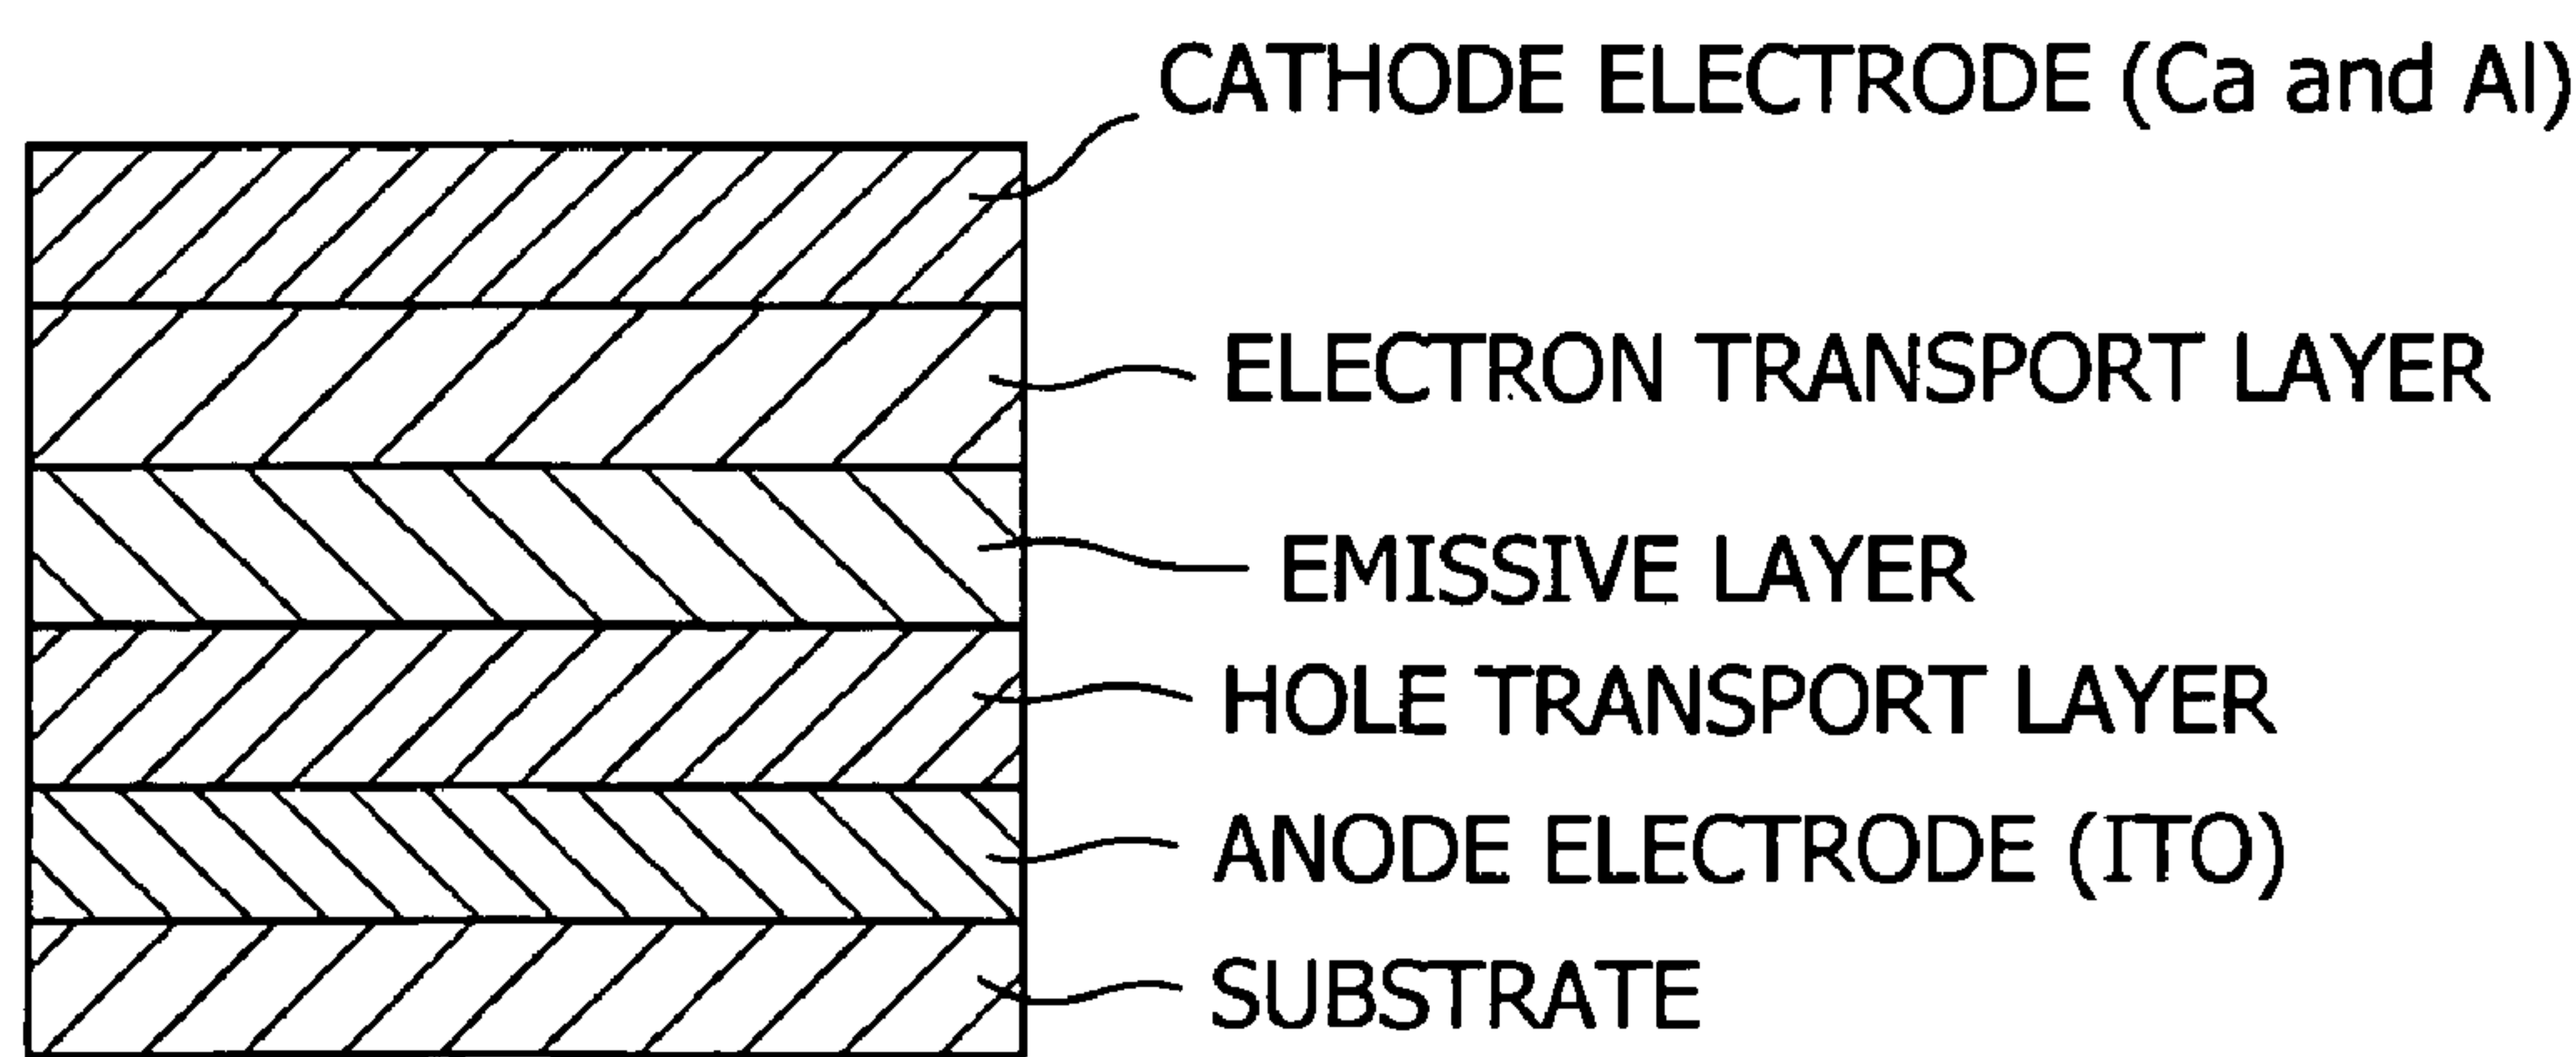 CATHODE ELECTRODE (Ca and Al)
ELECTRON TRANSPORT LAYER
EMISSIVE LAYER
HOLE TRANSPORT LAYER
ANODE ELECTRODE (ITO)
SUBSTRATE